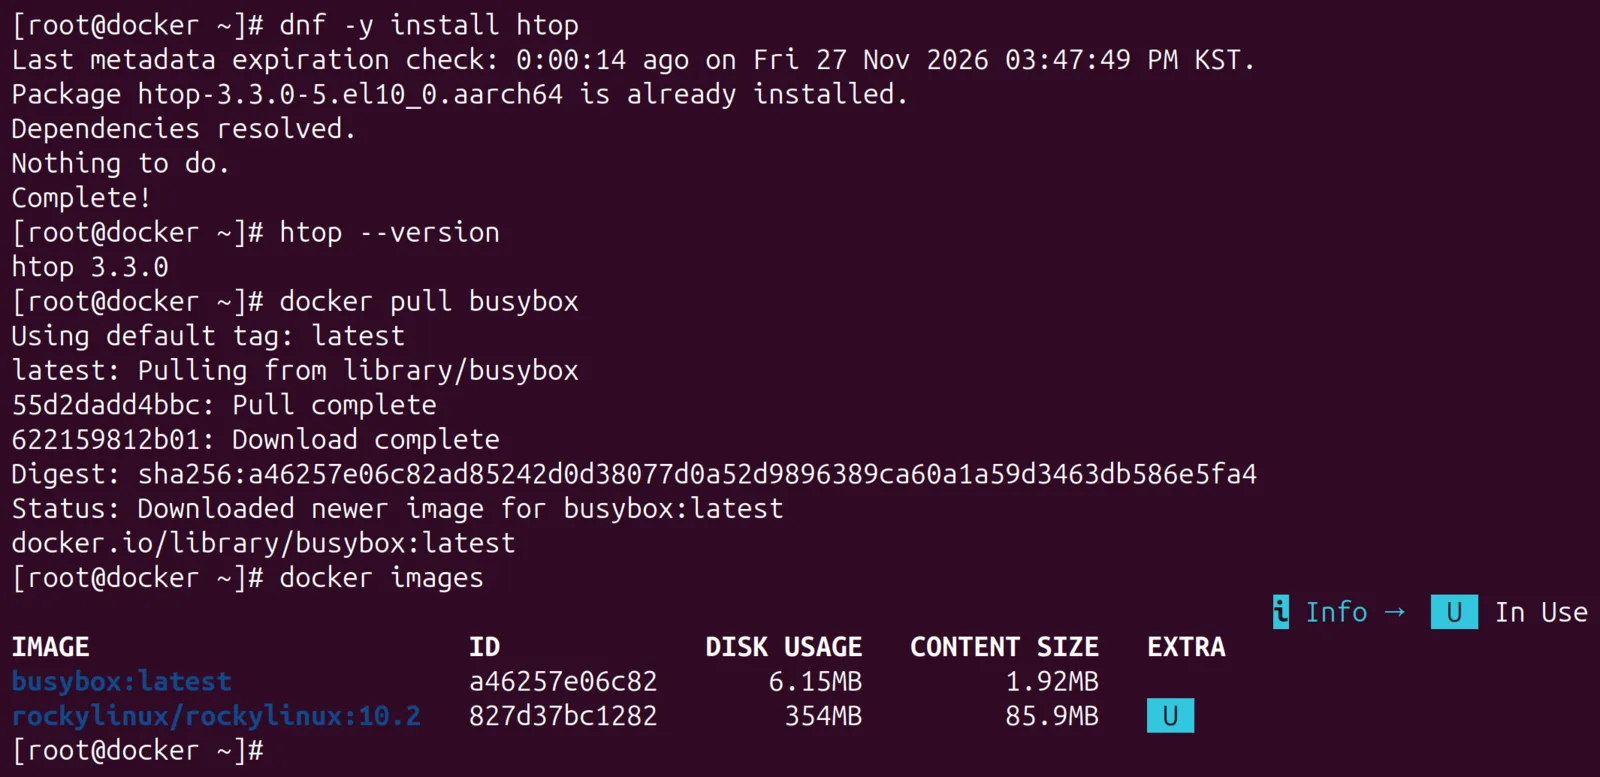 [root@docker ~]# dnf -y install htop
Last metadata expiration check: 0:00:14 ago on Fri 27 Nov 2026 03:47:49 PM KST.
Package htop-3.3.0-5.el10_0.aarch64 is already installed.
Dependencies resolved.
Nothing to do.
Complete!
[root@docker ~]# htop --version
htop 3.3.0
[root@docker ~]# docker pull busybox
Using default tag: latest
latest: Pulling from library/busybox
55d2dadd4bbc: Pull complete
622159812b01: Download complete
Digest: sha256:a46257e06c82ad85242d0d38077d0a52d9896389ca60a1a59d3463db586e5fa4
Status: Downloaded newer image for busybox:latest
docker.io/library/busybox:latest
[root@docker ~]# docker images
i Info → U In Use
IMAGE ID DISK USAGE CONTENT SIZE EXTRA
busybox:latest a46257e06c82 6.15MB 1.92MB
rockylinux/rockylinux:10.2 827d37bc1282 354MB 85.9MB U
[root@docker ~]#